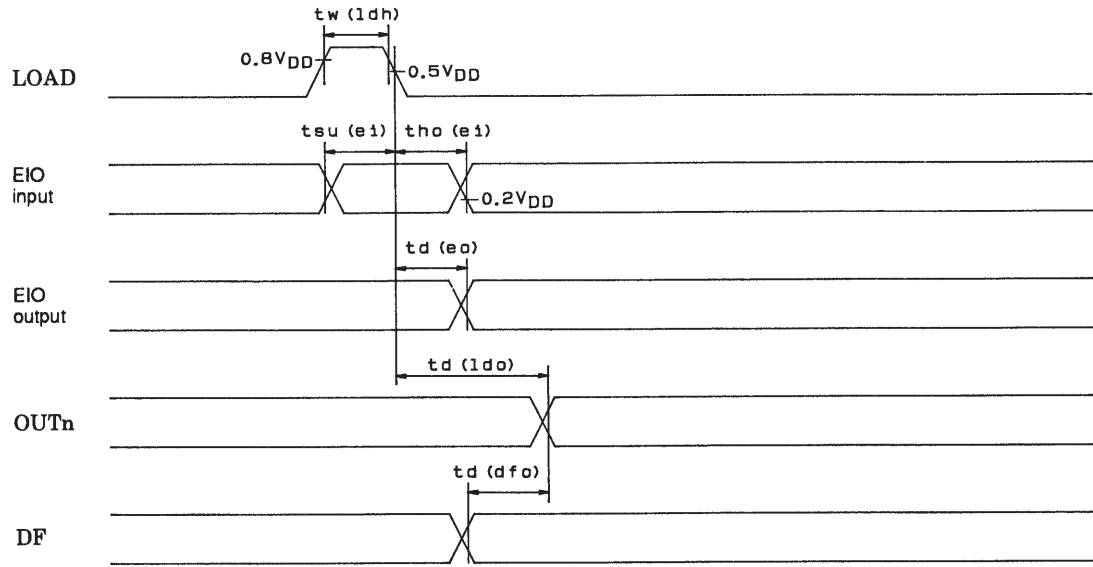 tw (ldh)
0.8VDD
0.5VDD
LOAD
tsu (ei)
tho (ei)
EIO
input
0.2VDD
td (eo)
EIO
output
td (ldo)
OUTn
td (dfo)
DF